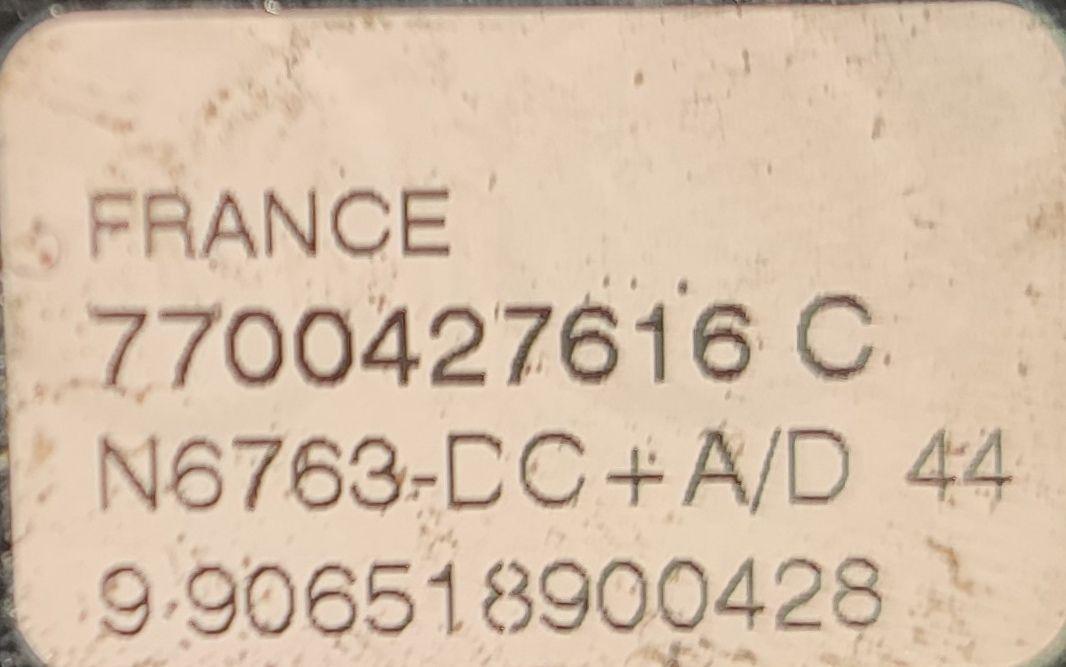 FRANCE
7700427616 C
N6763-DC+A/D 44
9.906518900428